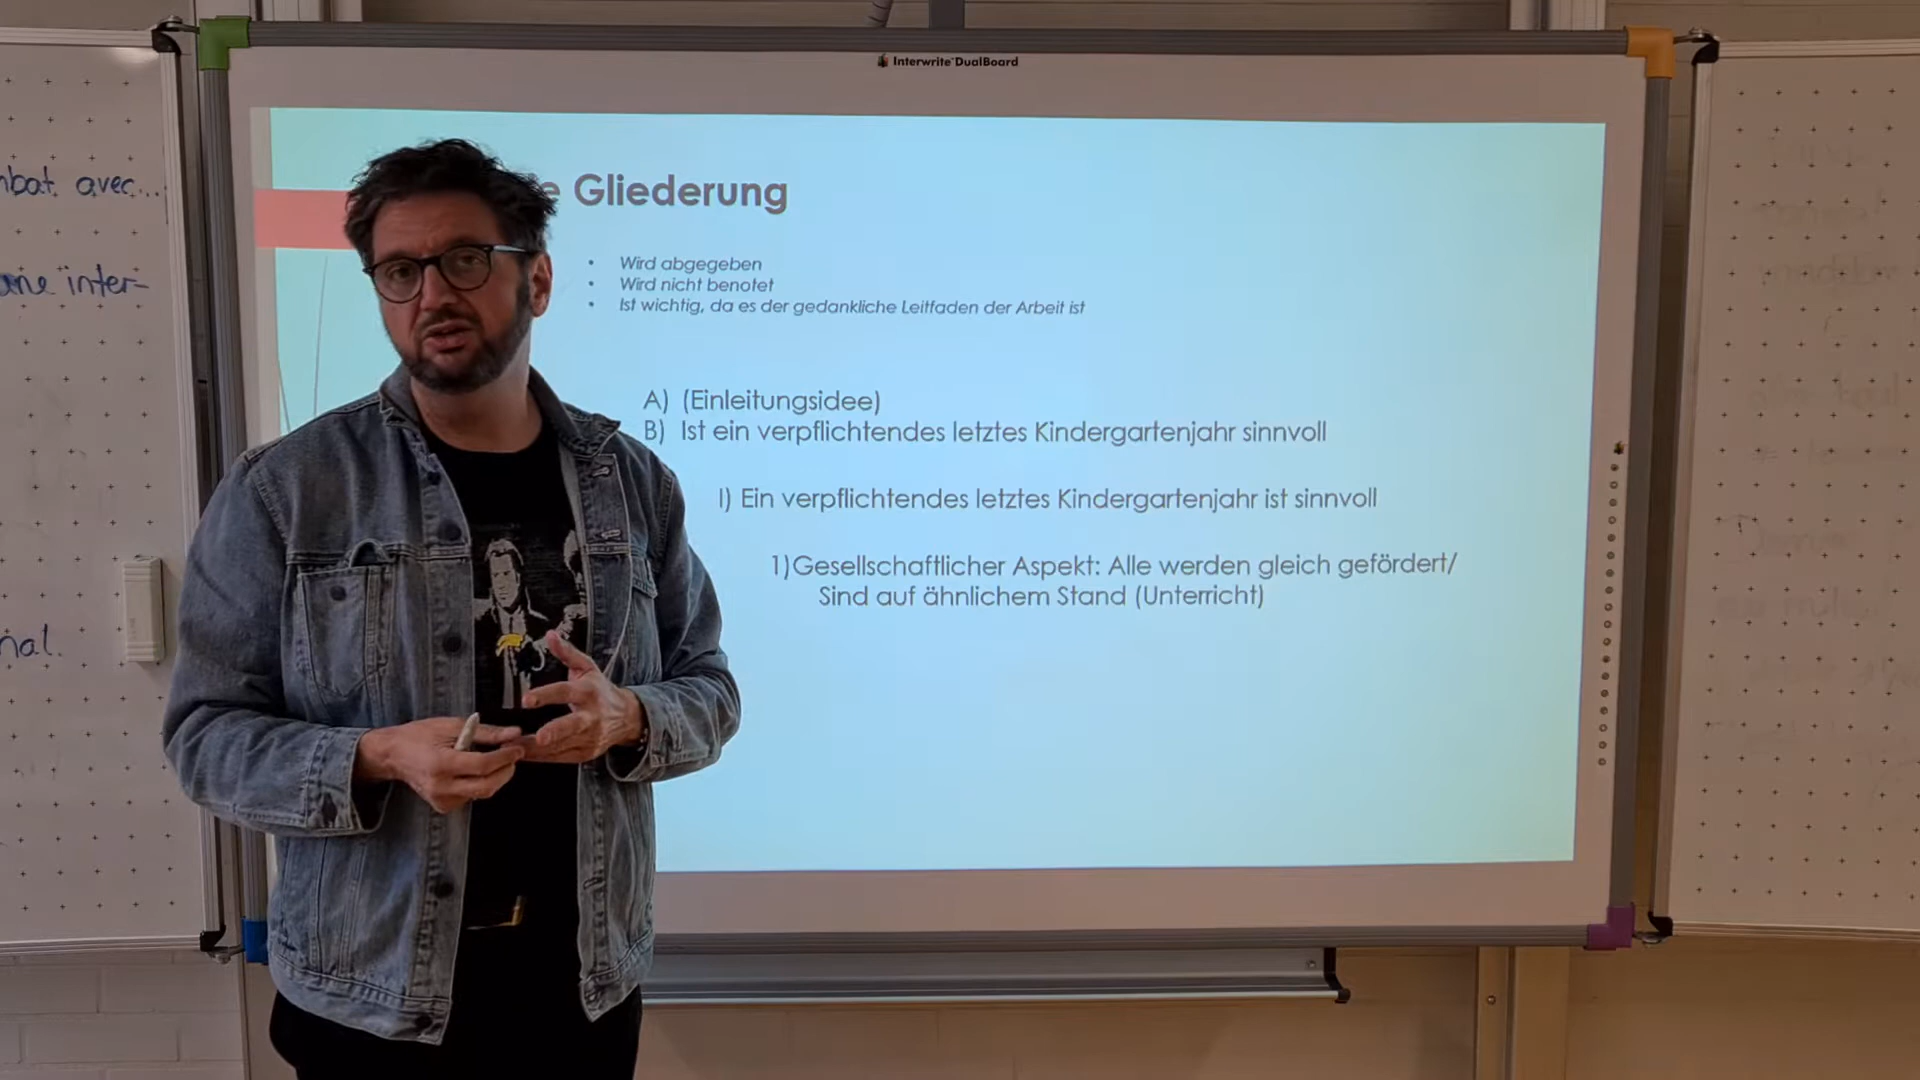 Interwrite DualBoard
avec...
inter-
e Gliederung
• Wird abgegeben
• Wird nicht benotet
• Ist wichtig, da es der gedankliche Leitfaden der Arbeit ist
A) (Einleitungsidee)
B) Ist ein verpflichtendes letztes Kindergartenjahr sinnvoll
I) Ein verpflichtendes letztes Kindergartenjahr ist sinnvoll
1)Gesellschaftlicher Aspekt: Alle werden gleich gefördert/
Sind auf ähnlichem Stand (Unterricht)